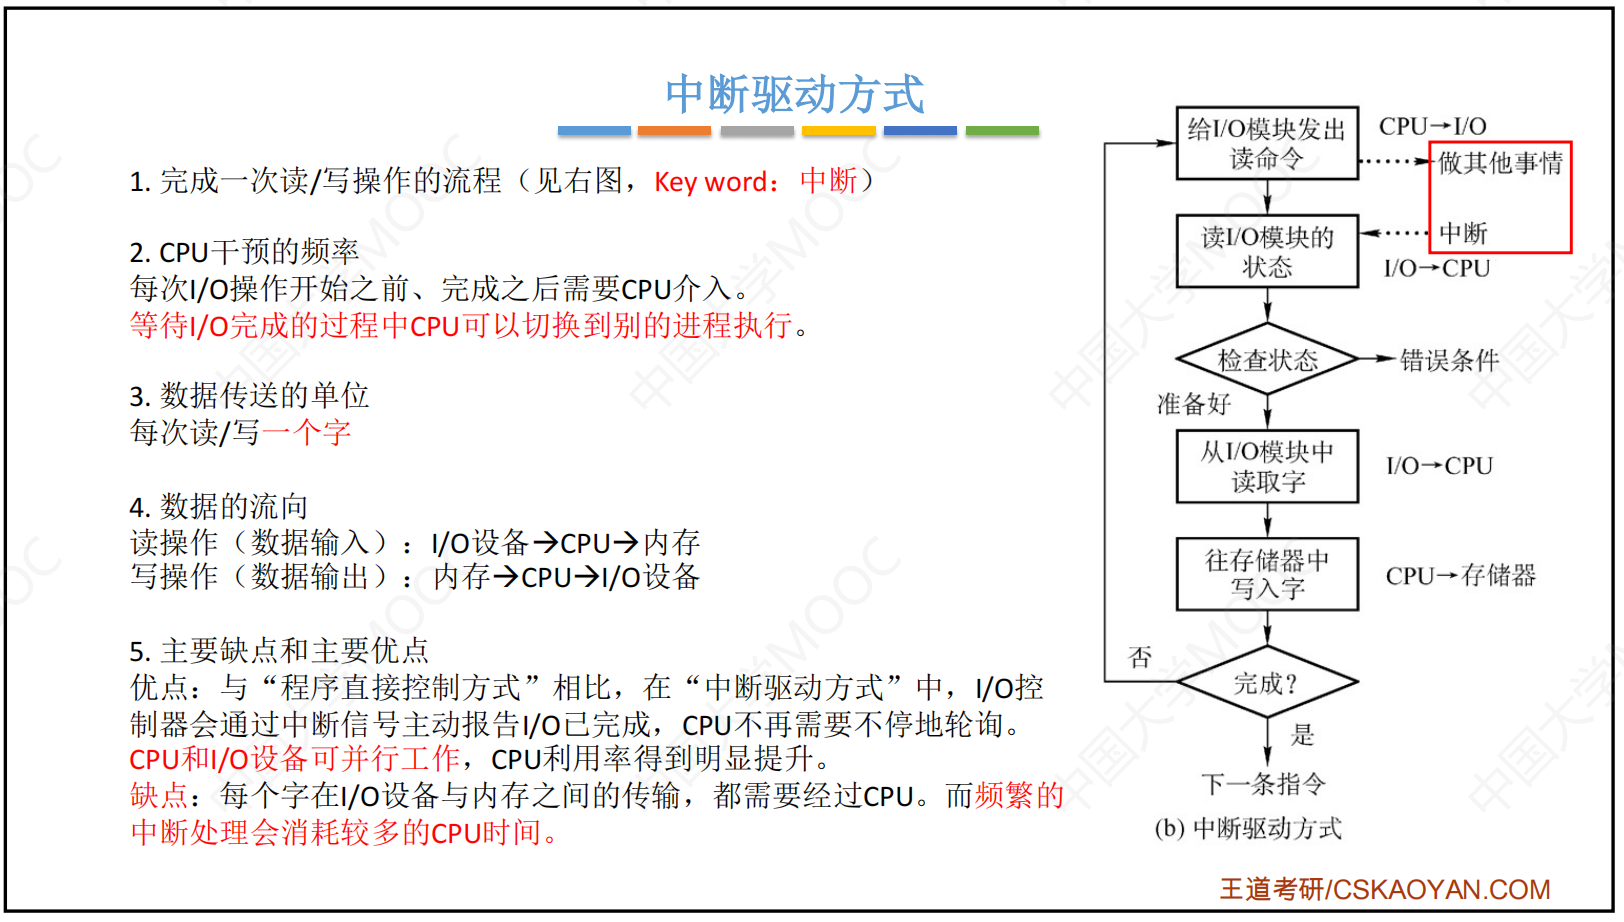 中断驱动方式
1. 完成一次读/写操作的流程（见右图，Key word：中断）
2. CPU干预的频率
每次I/O操作开始之前、完成之后需要CPU介入。
等待I/O完成的过程中CPU可以切换到别的进程执行。
3. 数据传送的单位
每次读/写一个字
4. 数据的流向
读操作（数据输入）：I/O设备→CPU→内存
写操作（数据输出）：内存→CPU→I/O设备
5. 主要缺点和主要优点
优点：与“程序直接控制方式”相比，在“中断驱动方式”中，I/O控
制器会通过中断信号主动报告I/O已完成，CPU不再需要不停地轮询。
CPU和I/O设备可并行工作，CPU利用率得到明显提升。
缺点：每个字在I/O设备与内存之间的传输，都需要经过CPU。而频繁的
中断处理会消耗较多的CPU时间。
给I/O模块发出
读命令
CPU→I/O
做其他事情
中断
读I/O模块的
状态
I/O→CPU
检查状态
错误条件
准备好
从I/O模块中
读取字
I/O→CPU
往存储器中
写入字
CPU→存储器
否
完成?
是
下一条指令
(b) 中断驱动方式
王道考研/CSKAOYAN.COM
中国大学MOOC